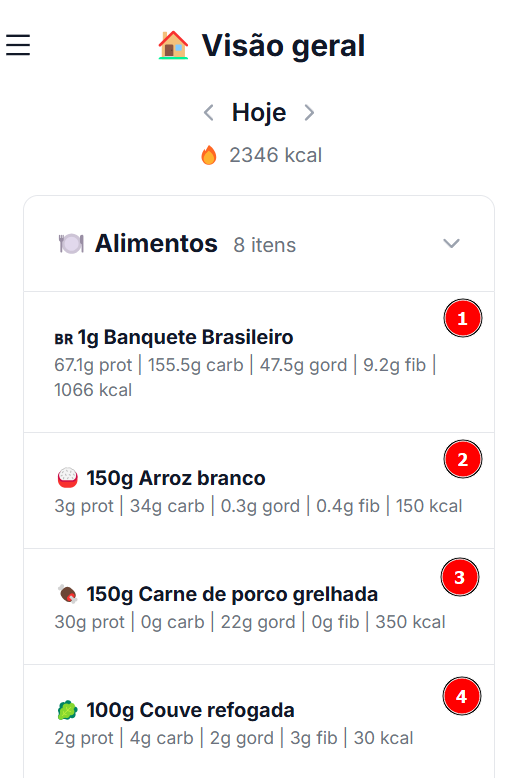 Visão geral
Hoje
2346 kcal
Alimentos 8 itens
1
BR 1g Banquete Brasileiro
67.1g prot | 155.5g carb | 47.5g gord | 9.2g fib |
1066 kcal
2
150g Arroz branco
3g prot | 34g carb | 0.3g gord | 0.4g fib | 150 kcal
3
150g Carne de porco grelhada
30g prot | 0g carb | 22g gord | 0g fib | 350 kcal
4
100g Couve refogada
2g prot | 4g carb | 2g gord | 3g fib | 30 kcal